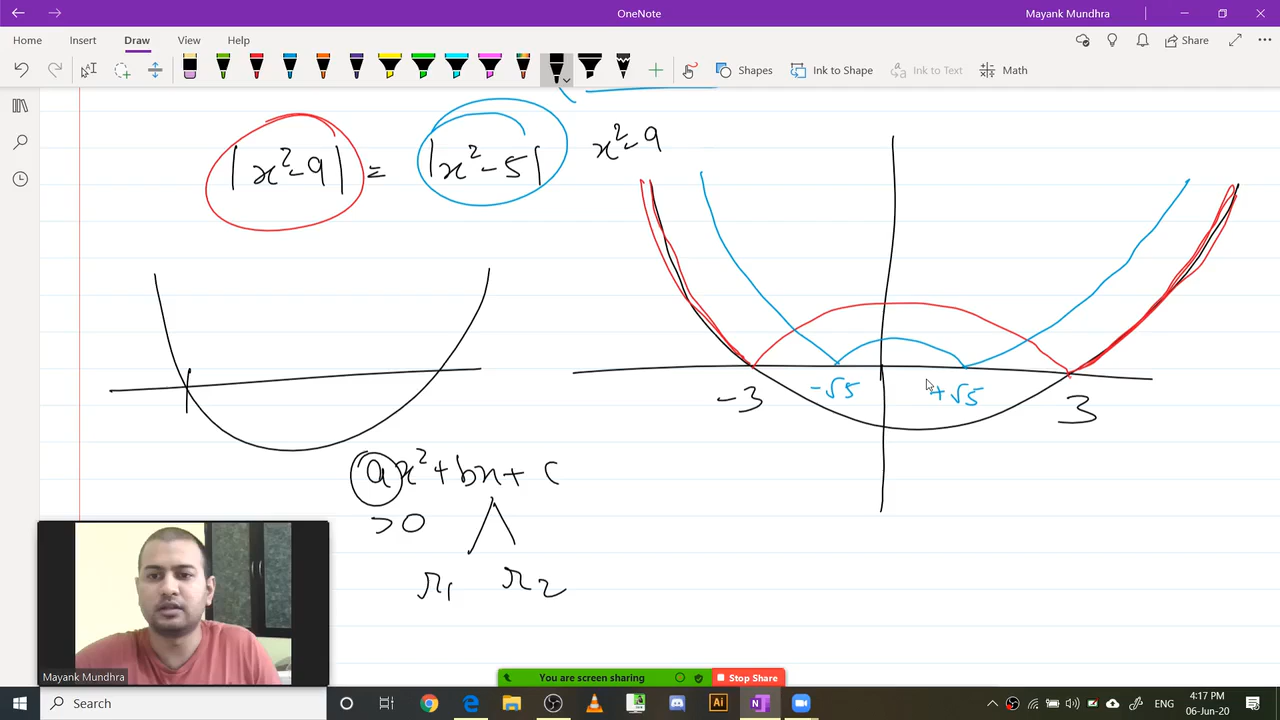 OneNote
Mayank Mundhra
Home Insert Draw View Help
Share
Shapes
Ink to Shape
Ink to Text
Math
|x²-9| = |x²-5|
x²-9
-3
-√5
+√5
3
ax²+bx+c
>0
r₁ r₂
Mayank Mundhra
You are screen sharing
Stop Share
Search
Ai
4:17 PM
06-Jun-20